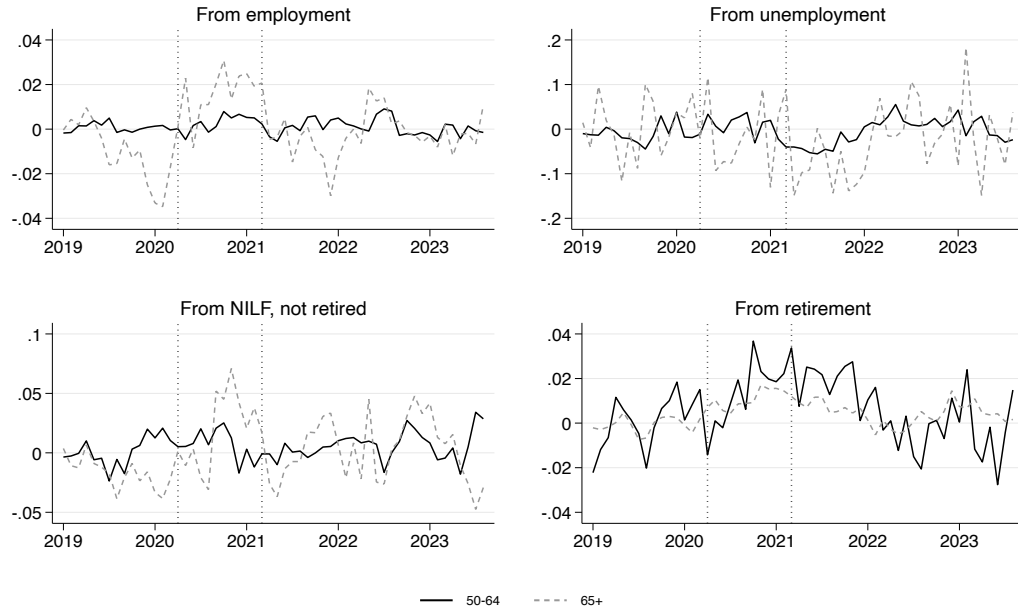 From employment
.04
.02
0
-.02
-.04
2019 2020 2021 2022 2023
From unemployment
.2
.1
0
-.1
-.2
2019 2020 2021 2022 2023
From NILF, not retired
.1
.05
0
-.05
2019 2020 2021 2022 2023
From retirement
.04
.02
0
-.02
-.04
2019 2020 2021 2022 2023
50-64 65+